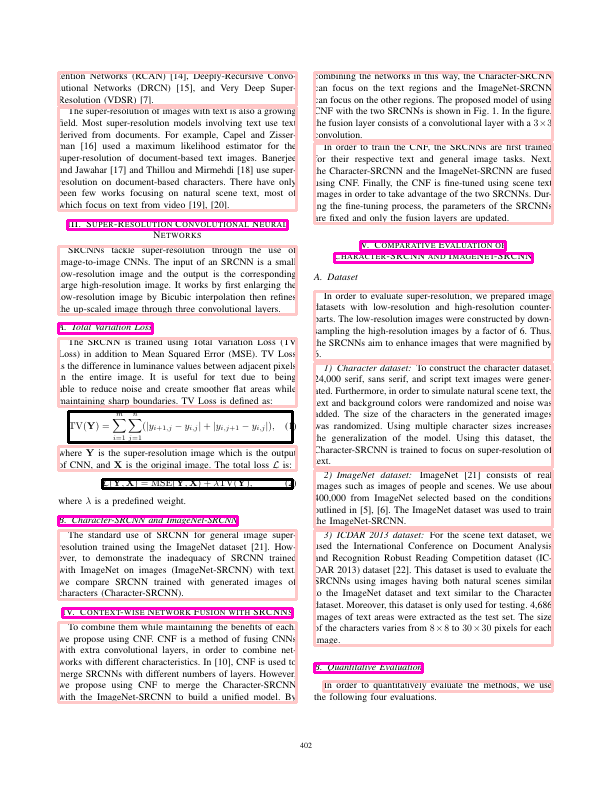 tention Networks (RCAN) [14], Deeply-Recursive Convo-
lutional Networks (DRCN) [15], and Very Deep Super-
Resolution (VDSR) [7].
The super-resolution of images with text is also a growing
field. Most super-resolution models involving text use text
derived from documents. For example, Capel and Zisser-
man [16] used a maximum likelihood estimator for the
super-resolution of document-based text images. Banerjee
and Jawahar [17] and Thillou and Mirmehdi [18] use super-
resolution on document-based characters. There have only
been few works focusing on natural scene text, most of
which focus on text from video [19], [20].
III. Super-Resolution Convolutional Neural
Networks
SRCNNs tackle super-resolution through the use of
image-to-image CNNs. The input of an SRCNN is a small
low-resolution image and the output is the corresponding
large high-resolution image. It works by first enlarging the
low-resolution image by Bicubic interpolation then refines
the up-scaled image through three convolutional layers.
A. Total Variation Loss
The SRCNN is trained using Total Variation Loss (TV
Loss) in addition to Mean Squared Error (MSE). TV Loss
is the difference in luminance values between adjacent pixels
in the entire image. It is useful for text due to being
able to reduce noise and create smoother flat areas while
maintaining sharp boundaries. TV Loss is defined as:
TV(Y) = ∑_{i=1}^{m} ∑_{j=1}^{n} (|y_{i+1,j} − y_{i,j}| + |y_{i,j+1} − y_{i,j}|), (1)
where Y is the super-resolution image which is the output
of CNN, and X is the original image. The total loss ℒ is:
ℒ(Y, X) = MSE(Y, X) + λTV(Y), (2)
where λ is a predefined weight.
B. Character-SRCNN and ImageNet-SRCNN
The standard use of SRCNN for general image super-
resolution trained using the ImageNet dataset [21]. How-
ever, to demonstrate the inadequacy of SRCNN trained
with ImageNet on images (ImageNet-SRCNN) with text,
we compare SRCNN trained with generated images of
characters (Character-SRCNN).
IV. Context-wise Network Fusion with SRCNNs
To combine them while maintaining the benefits of each,
we propose using CNF. CNF is a method of fusing CNNs
with extra convolutional layers, in order to combine net-
works with different characteristics. In [10], CNF is used to
merge SRCNNs with different numbers of layers. However,
we propose using CNF to merge the Character-SRCNN
with the ImageNet-SRCNN to build a unified model. By
combining the networks in this way, the Character-SRCNN
can focus on the text regions and the ImageNet-SRCNN
can focus on the other regions. The proposed model of using
CNF with the two SRCNNs is shown in Fig. 1. In the figure,
the fusion layer consists of a convolutional layer with a 3×3
convolution.
In order to train the CNF, the SRCNNs are first trained
for their respective text and general image tasks. Next,
the Character-SRCNN and the ImageNet-SRCNN are fused
using CNF. Finally, the CNF is fine-tuned using scene text
images in order to take advantage of the two SRCNNs. Dur-
ing the fine-tuning process, the parameters of the SRCNNs
are fixed and only the fusion layers are updated.
V. Comparative Evaluation of
Character-SRCNN and ImageNet-SRCNN
A. Dataset
In order to evaluate super-resolution, we prepared image
datasets with low-resolution and high-resolution counter-
parts. The low-resolution images were constructed by down-
sampling the high-resolution images by a factor of 6. Thus,
the SRCNNs aim to enhance images that were magnified by
6.
1) Character dataset: To construct the character dataset,
24,000 serif, sans serif, and script text images were gener-
ated. Furthermore, in order to simulate natural scene text, the
text and background colors were randomized and noise was
added. The size of the characters in the generated images
was randomized. Using multiple character sizes increases
the generalization of the model. Using this dataset, the
Character-SRCNN is trained to focus on super-resolution of
text.
2) ImageNet dataset: ImageNet [21] consists of real
images such as images of people and scenes. We use about
400,000 from ImageNet selected based on the conditions
outlined in [5], [6]. The ImageNet dataset was used to train
the ImageNet-SRCNN.
3) ICDAR 2013 dataset: For the scene text dataset, we
used the International Conference on Document Analysis
and Recognition Robust Reading Competition dataset (IC-
DAR 2013) dataset [22]. This dataset is used to evaluate the
SRCNNs using images having both natural scenes similar
to the ImageNet dataset and text similar to the Character
dataset. Moreover, this dataset is only used for testing. 4,686
images of text areas were extracted as the test set. The size
of the characters varies from 8×8 to 30×30 pixels for each
image.
B. Quantitative Evaluation
In order to quantitatively evaluate the methods, we use
the following four evaluations.
402